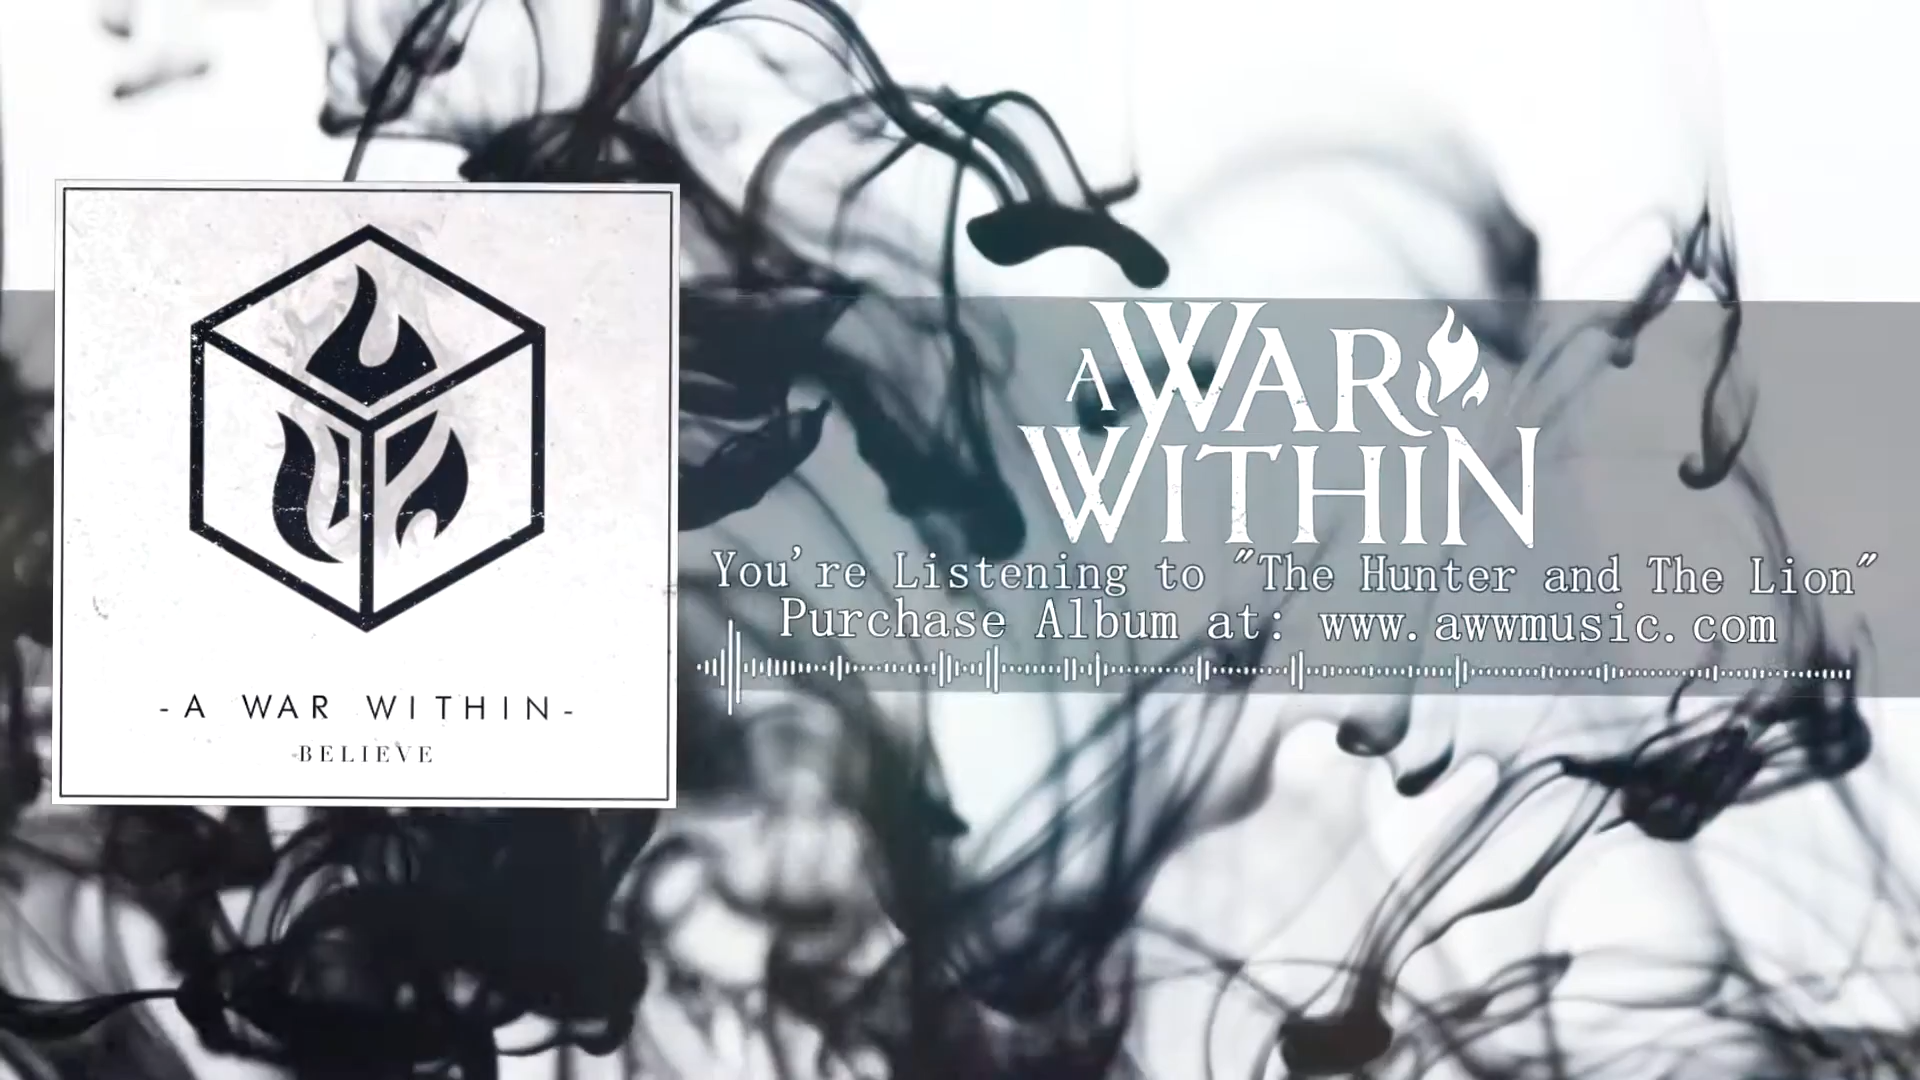 - A WAR WITHIN -
-BELIEVE
A WAR
WITHIN
You're Listening to "The Hunter and The Lion"
Purchase Album at: www.awwmusic.com